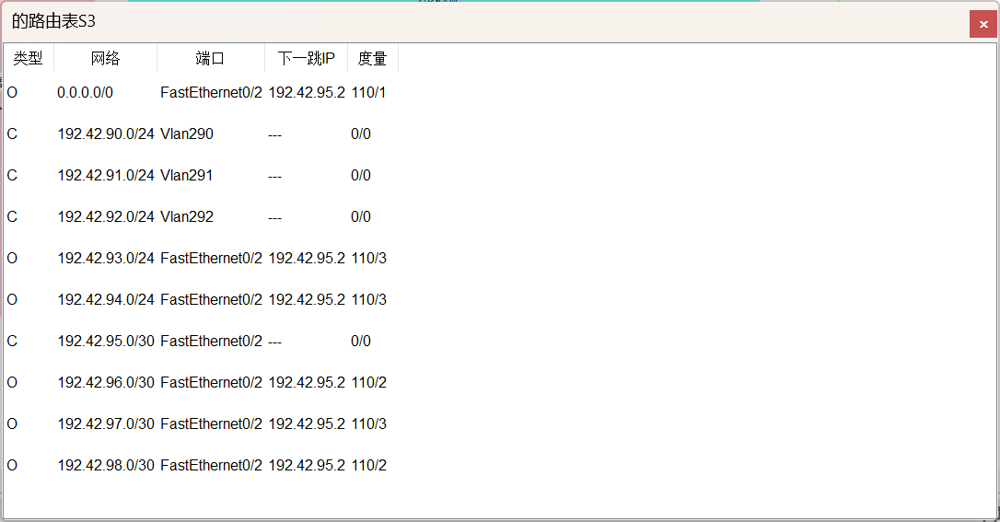 的路由表S3
类型 网络 端口 下一跳IP 度量
O 0.0.0.0/0 FastEthernet0/2 192.42.95.2 110/1
C 192.42.90.0/24 Vlan290 --- 0/0
C 192.42.91.0/24 Vlan291 --- 0/0
C 192.42.92.0/24 Vlan292 --- 0/0
O 192.42.93.0/24 FastEthernet0/2 192.42.95.2 110/3
O 192.42.94.0/24 FastEthernet0/2 192.42.95.2 110/3
C 192.42.95.0/30 FastEthernet0/2 --- 0/0
O 192.42.96.0/30 FastEthernet0/2 192.42.95.2 110/2
O 192.42.97.0/30 FastEthernet0/2 192.42.95.2 110/3
O 192.42.98.0/30 FastEthernet0/2 192.42.95.2 110/2